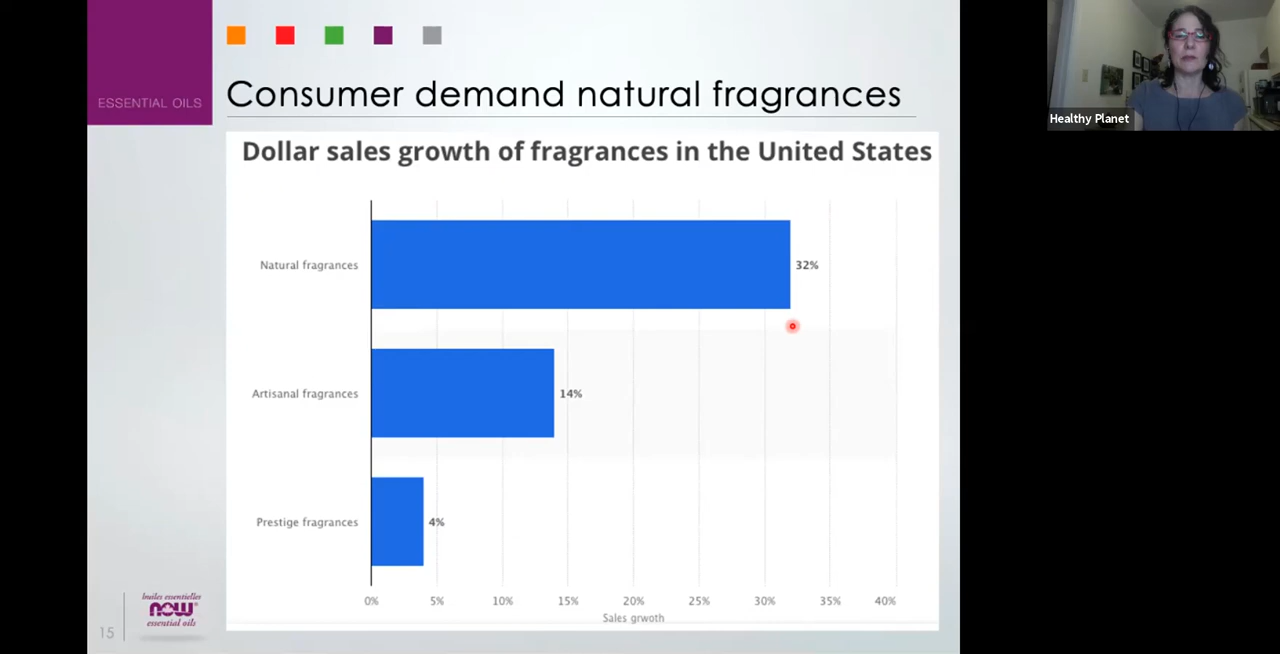 ESSENTIAL OILS
Consumer demand natural fragrances
Healthy Planet
Dollar sales growth of fragrances in the United States
Natural fragrances
32%
Artisanal fragrances
14%
Prestige fragrances
4%
0% 5% 10% 15% 20% 25% 30% 35% 40%
Sales grwoth
15
huiles essentielles
NOW®
essential oils